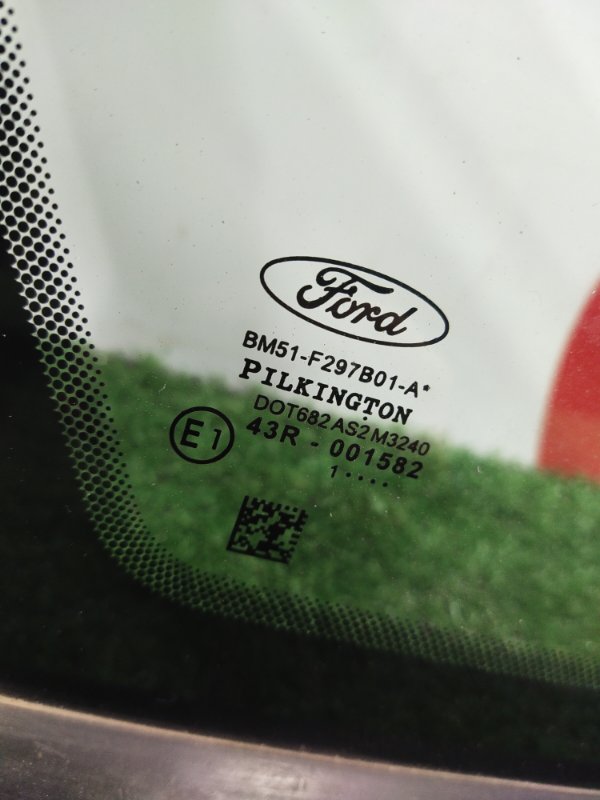 Ford
BM51-F297B01-A*
PILKINGTON
DOT682 AS2 M3240
E1
43R - 001582
1 ....